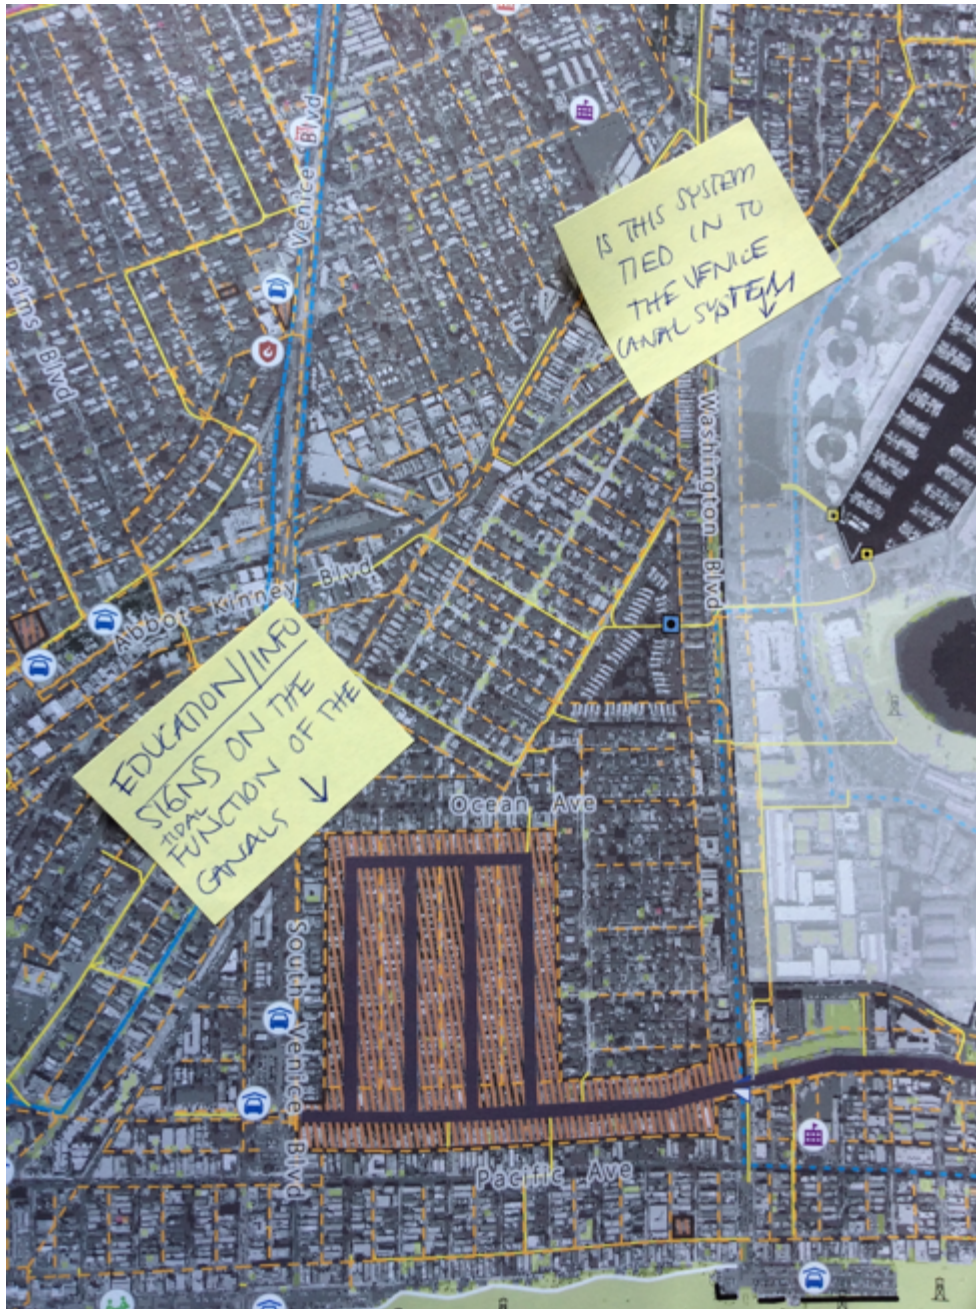 Venice Blvd
IS THIS SYSTEM
TIED IN TO
THE VENICE
CANAL SYSTEM
Palms Blvd
Washington Blvd
Abbot Kinney Blvd
EDUCATION/INFO
SIGNS ON THE
TIDAL
FUNCTION OF THE
CANALS
Ocean Ave
South Venice Blvd
Pacific Ave